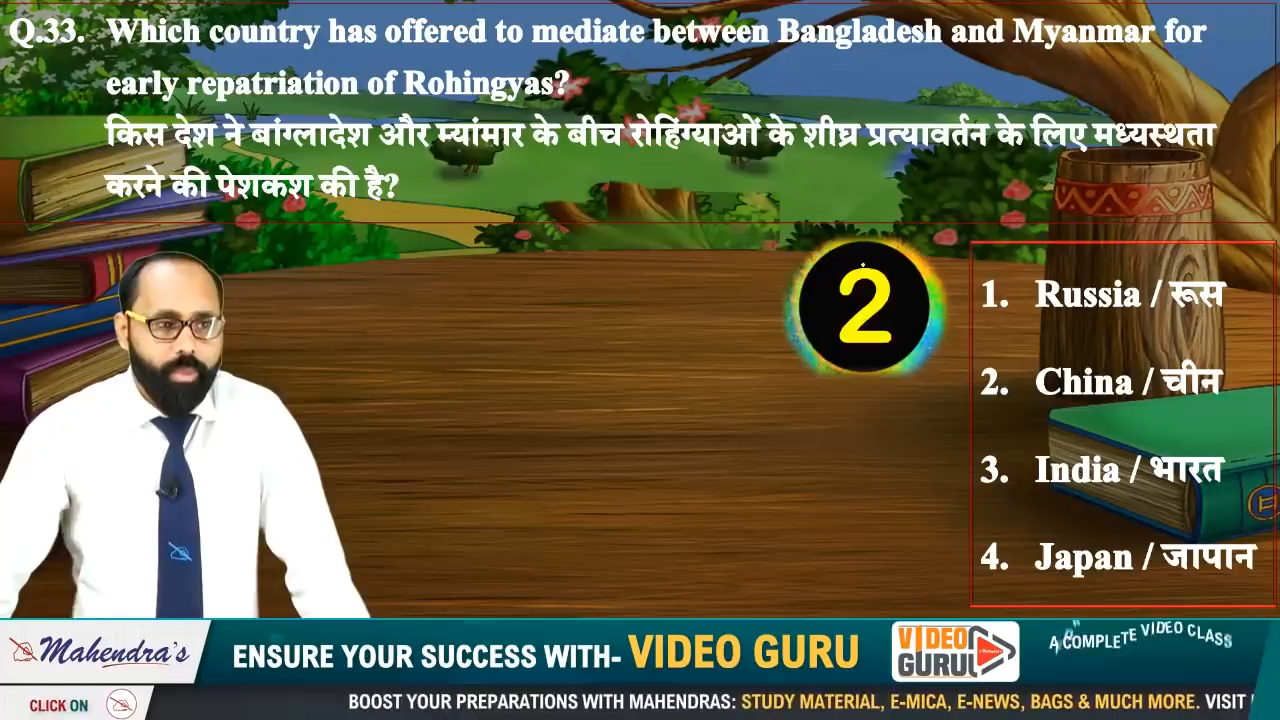 Q.33. Which country has offered to mediate between Bangladesh and Myanmar for
early repatriation of Rohingyas?
किस देश ने बांग्लादेश और म्यांमार के बीच रोहिंग्याओं के शीघ्र प्रत्यावर्तन के लिए मध्यस्थता
करने की पेशकश की है?
2
1. Russia / रूस
2. China / चीन
3. India / भारत
4. Japan / जापान
Mahendra's
ENSURE YOUR SUCCESS WITH- VIDEO GURU
VIDEO
GURU
A COMPLETE VIDEO CLASS
CLICK ON
BOOST YOUR PREPARATIONS WITH MAHENDRAS: STUDY MATERIAL, E-MICA, E-NEWS, BAGS & MUCH MORE. VISIT